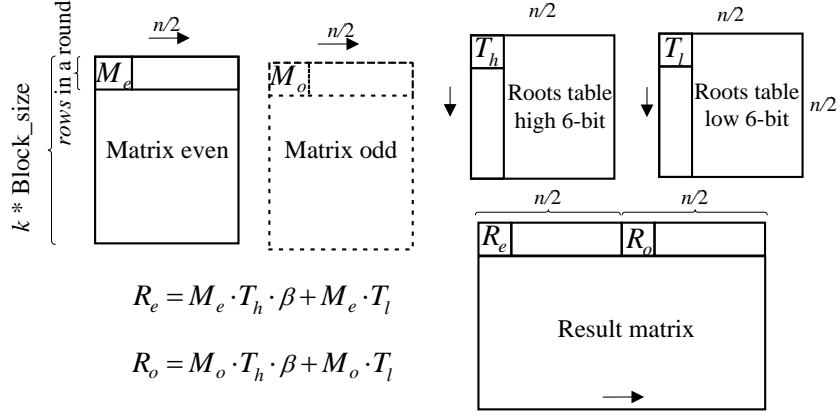 n/2
n/2
n/2
n/2
k * Block_size
rows in a round
M_e
M_o
T_h
T_l
Roots table
high 6-bit
Roots table
low 6-bit
n/2
Matrix even
Matrix odd
n/2
n/2
R_e
R_o
R_e = M_e · T_h · β + M_e · T_l
Result matrix
R_o = M_o · T_h · β + M_o · T_l